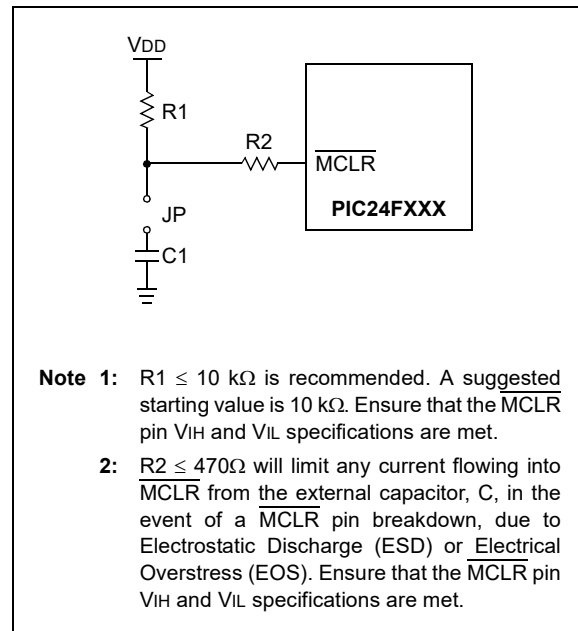 VDD
R1
R2
MCLR
PIC24FXXX
JP
C1
Note 1: R1 ≤ 10 kΩ is recommended. A suggested
starting value is 10 kΩ. Ensure that the MCLR
pin VIH and VIL specifications are met.
2: R2 ≤ 470Ω will limit any current flowing into
MCLR from the external capacitor, C, in the
event of a MCLR pin breakdown, due to
Electrostatic Discharge (ESD) or Electrical
Overstress (EOS). Ensure that the MCLR pin
VIH and VIL specifications are met.